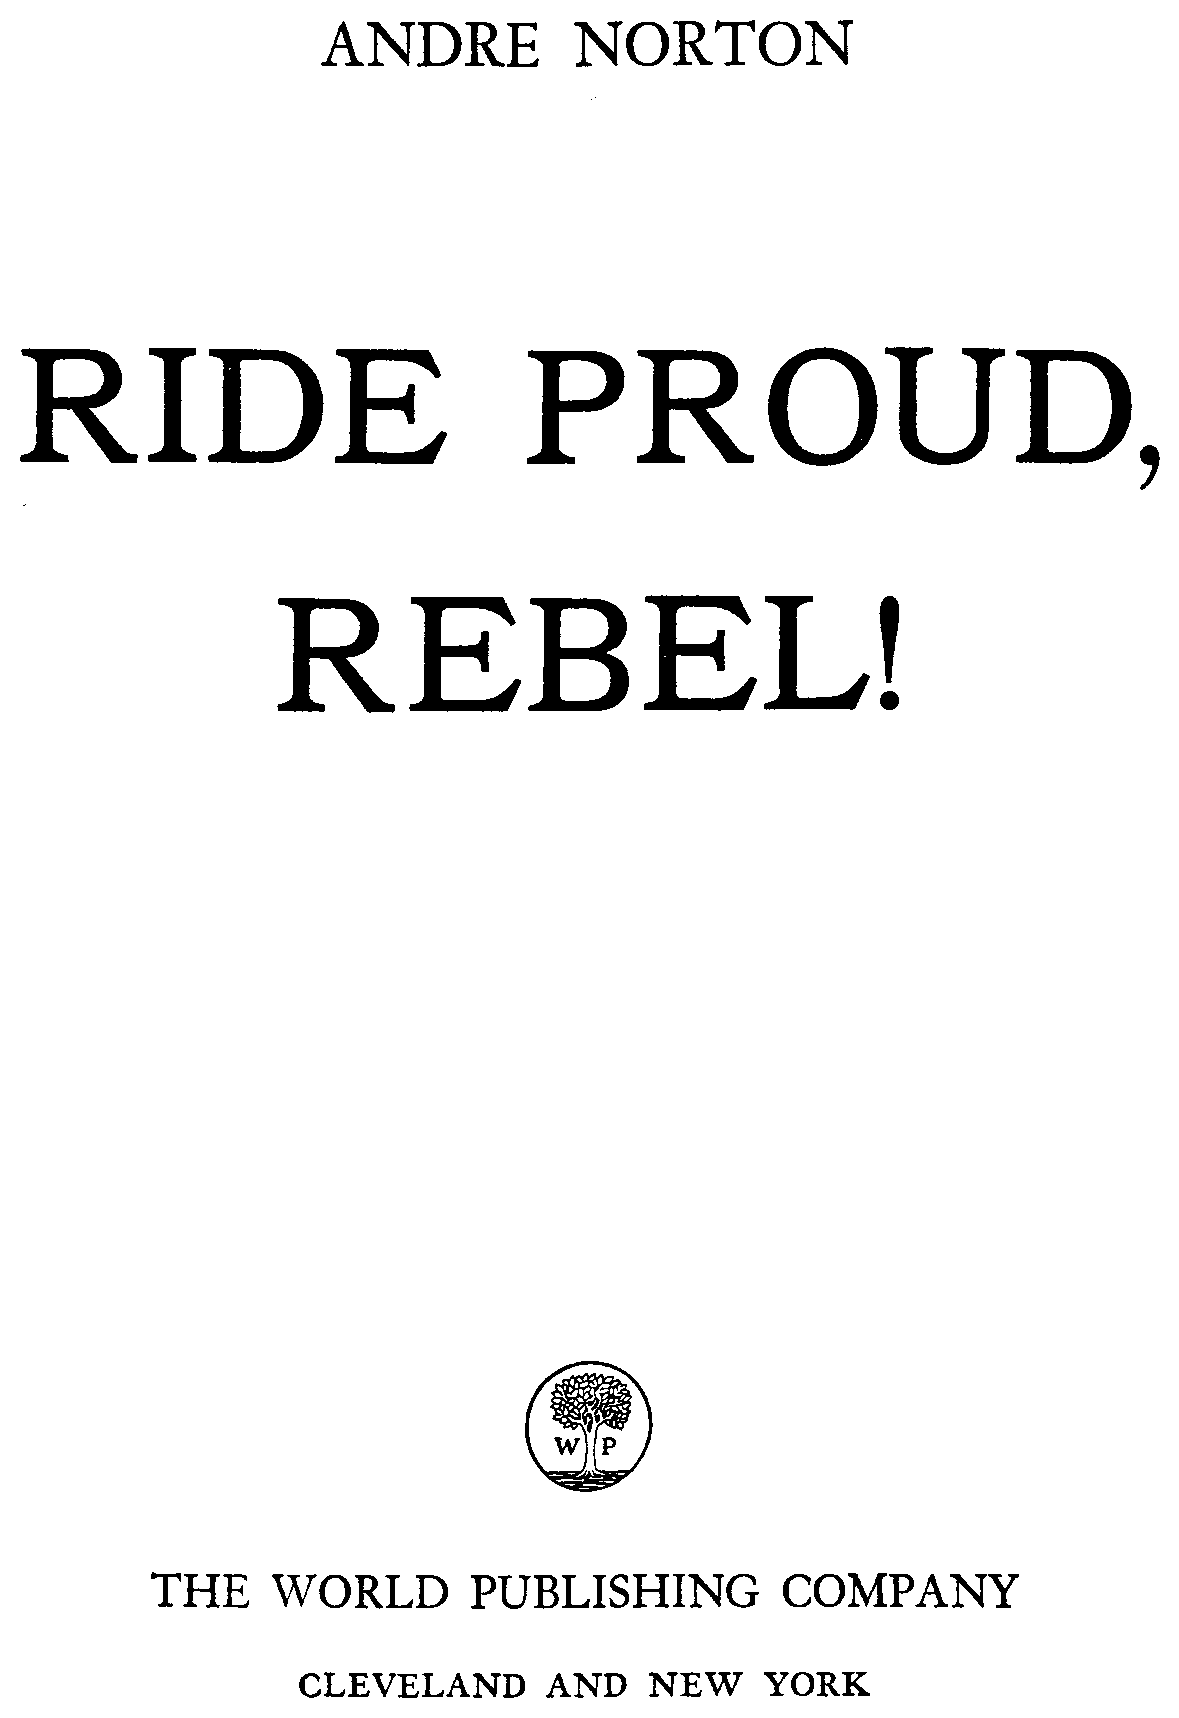 ANDRE NORTON
RIDE PROUD,
REBEL!
W P
THE WORLD PUBLISHING COMPANY
CLEVELAND AND NEW YORK